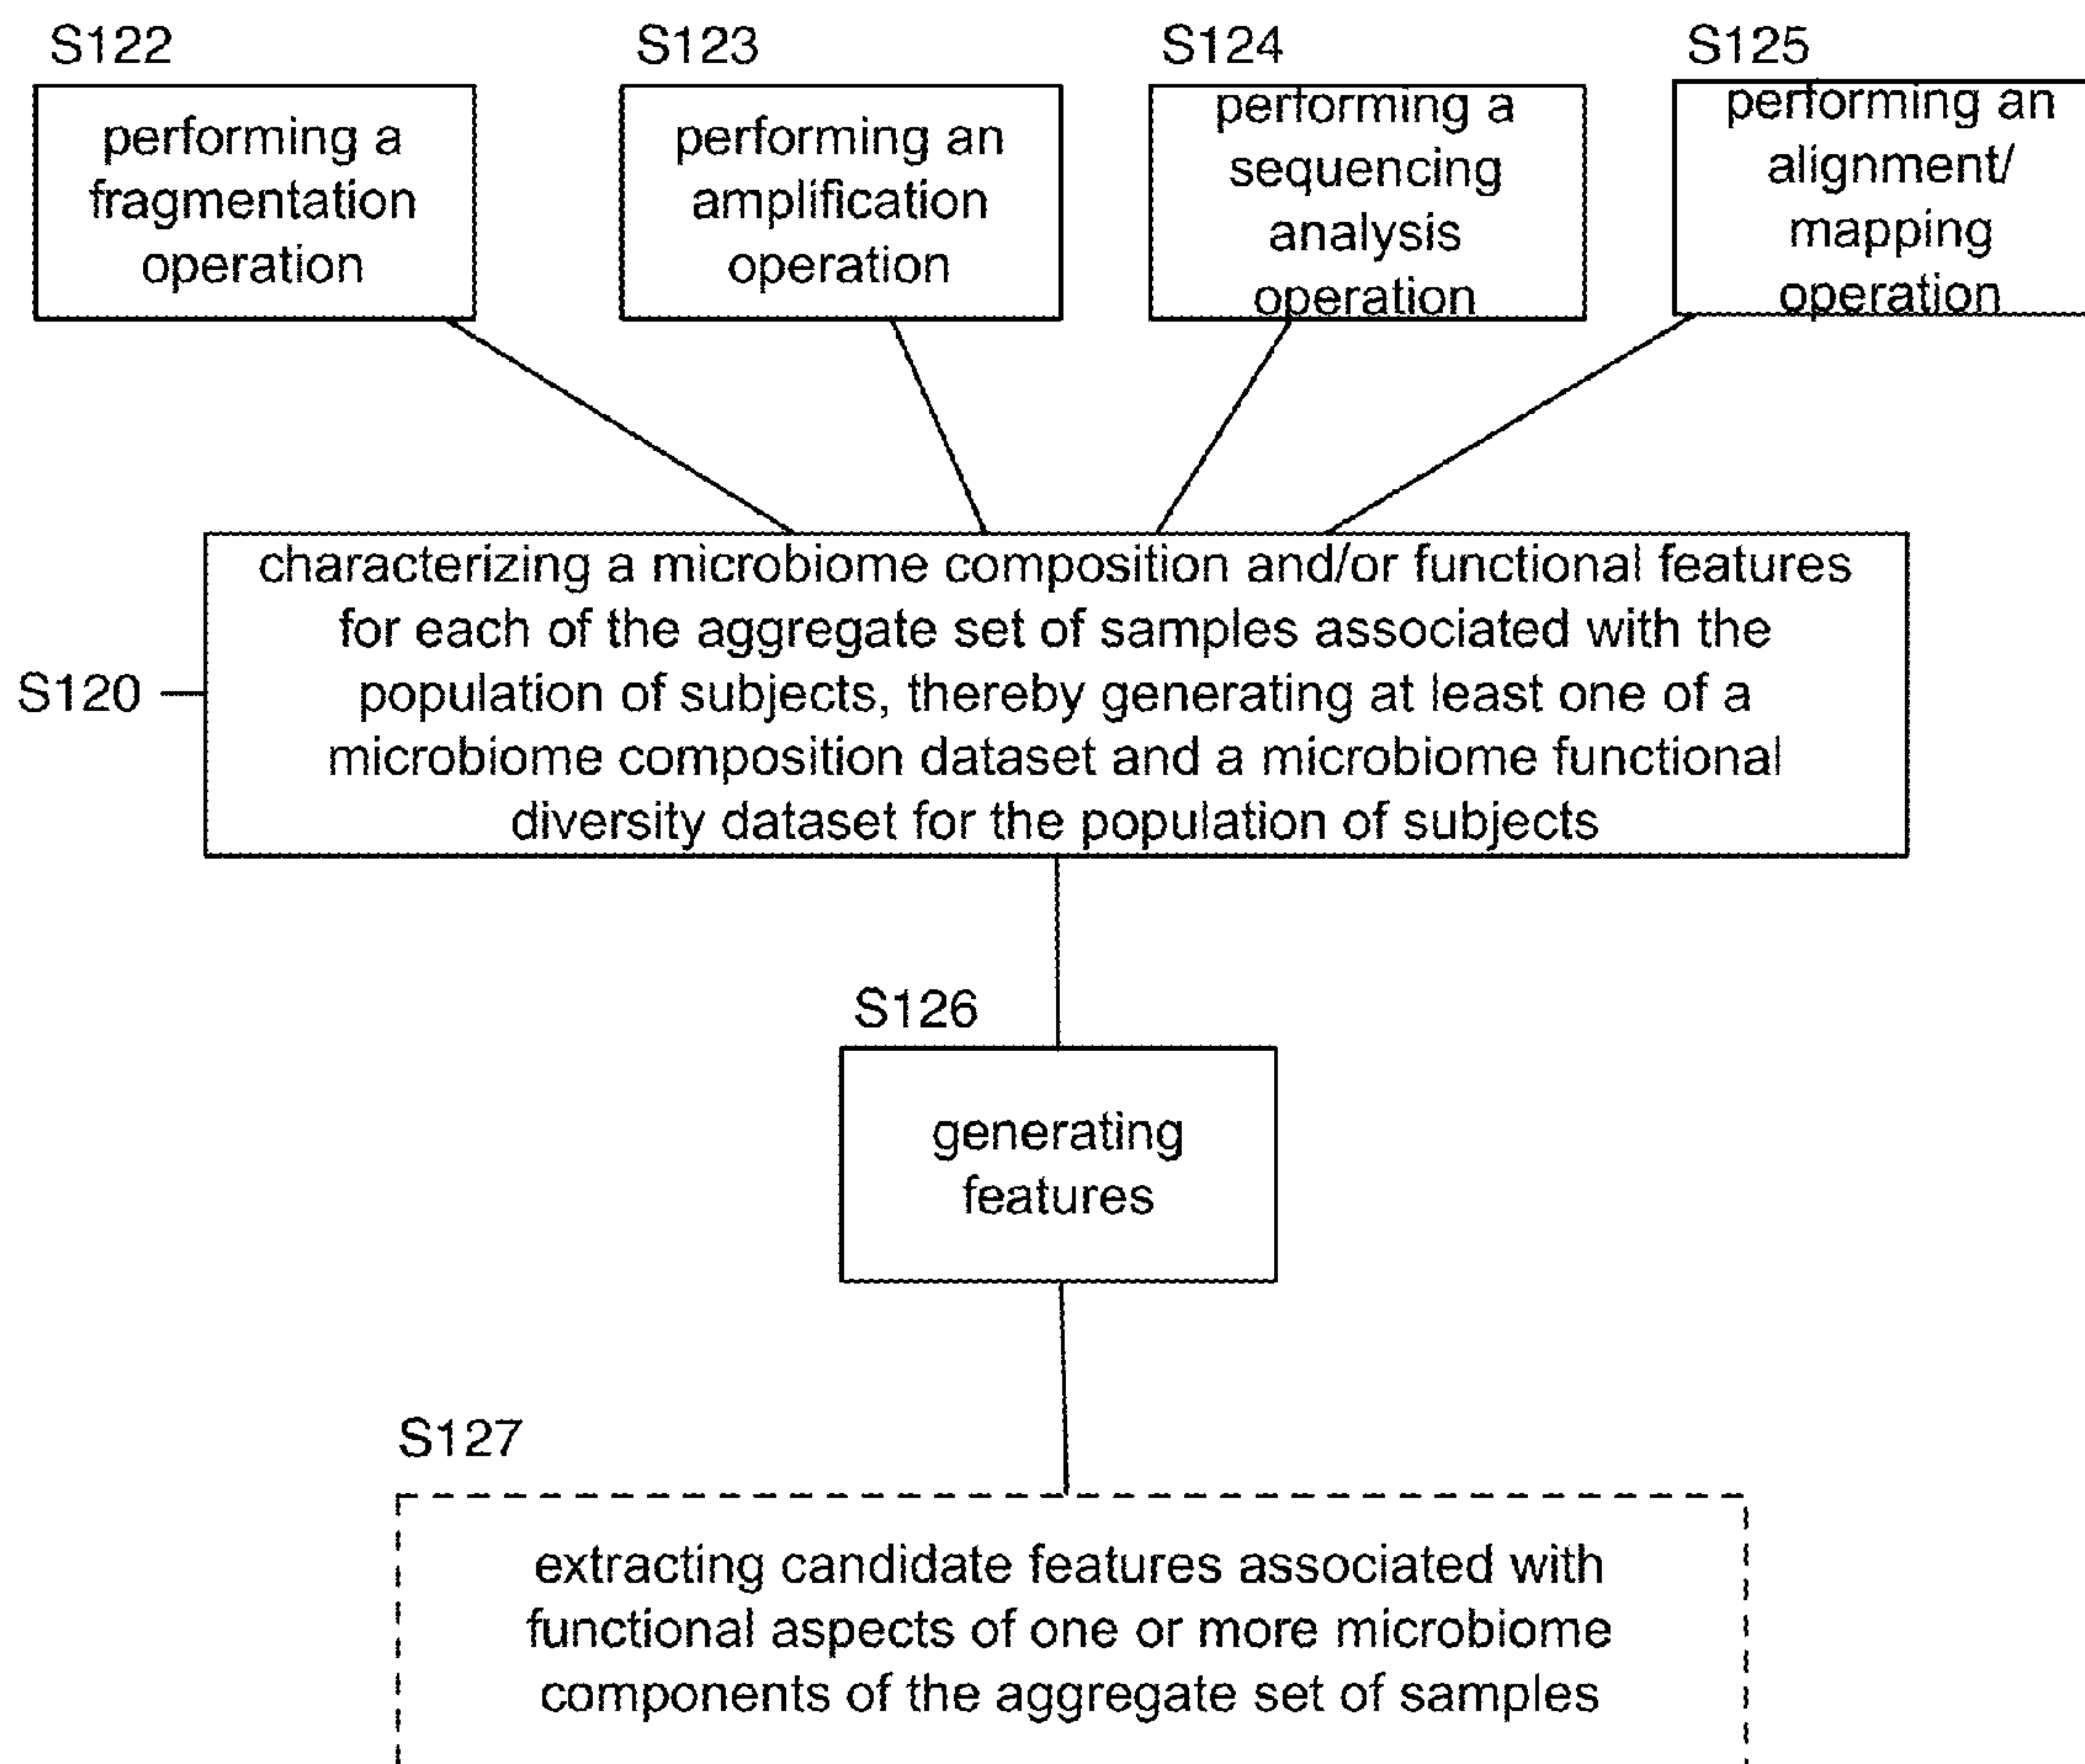 S122
performing a
fragmentation
operation
S123
performing an
amplification
operation
S124
performing a
sequencing
analysis
operation
S125
performing an
alignment/
mapping
operation
S120
characterizing a microbiome composition and/or functional features
for each of the aggregate set of samples associated with the
population of subjects, thereby generating at least one of a
microbiome composition dataset and a microbiome functional
diversity dataset for the population of subjects
S126
generating
features
S127
extracting candidate features associated with
functional aspects of one or more microbiome
components of the aggregate set of samples